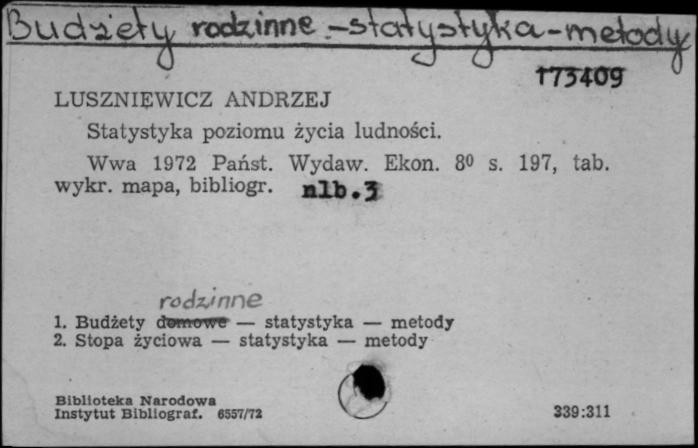 Budżety rodzinne - statystyka - metody
173409
LUSZNIEWICZ ANDRZEJ
Statystyka poziomu życia ludności.
Wwa 1972 Państ. Wydaw. Ekon. 8⁰ s. 197, tab.
wykr. mapa, bibliogr. nlb.3
rodzinne
1. Budżety domowe — statystyka — metody
2. Stopa życiowa — statystyka — metody
Biblioteka Narodowa
Instytut Bibliograf. 6557/72
339:311